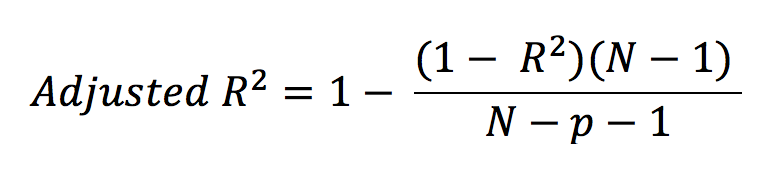 Adjusted R² = 1 − (1 − R²)(N − 1) / N − p − 1